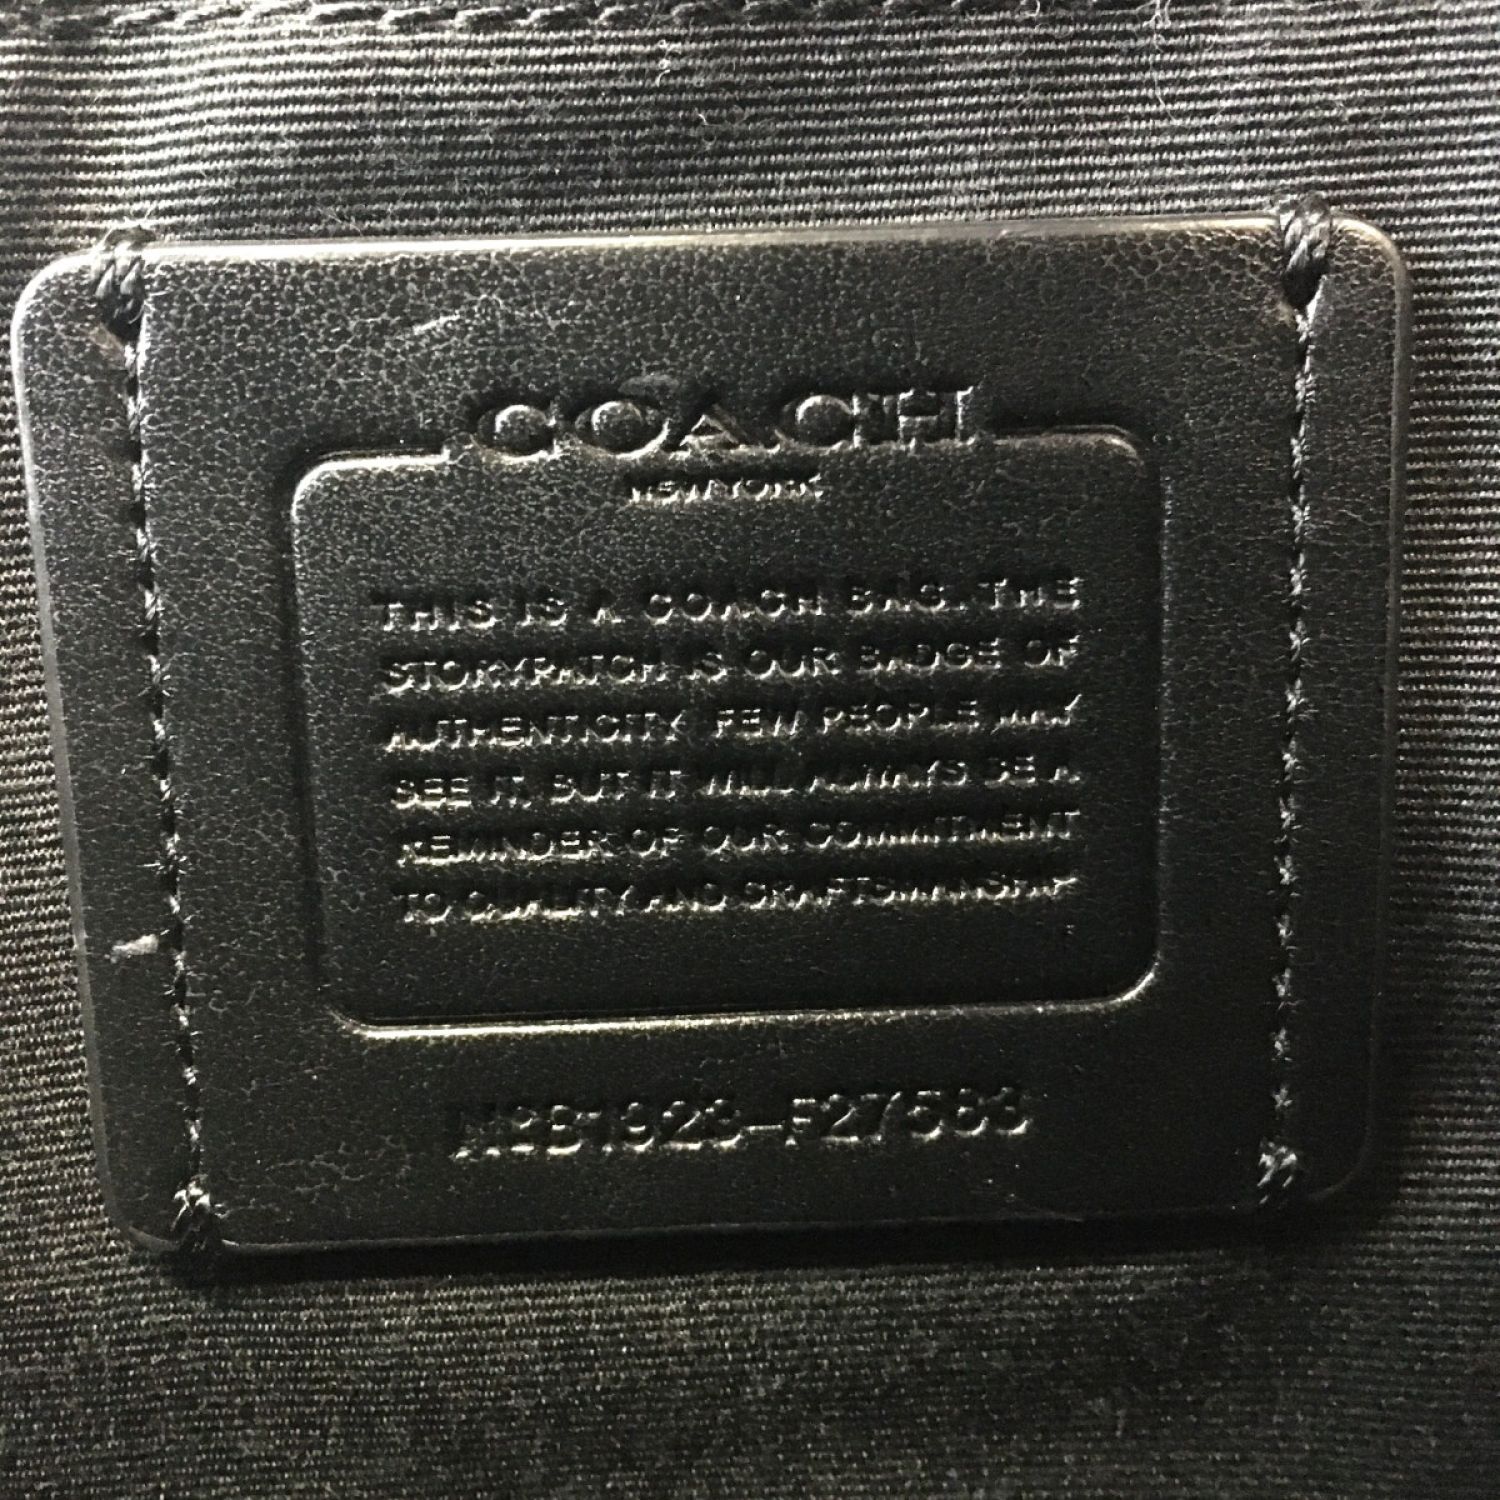 COACH
NEW YORK
THIS IS A COACH BAG. THE
STORYPATCH IS OUR BADGE OF
AUTHENTICITY. FEW PEOPLE MAY
SEE IT, BUT IT WILL ALWAYS BE A
REMINDER OF OUR COMMITMENT
TO QUALITY AND CRAFTSMANSHIP